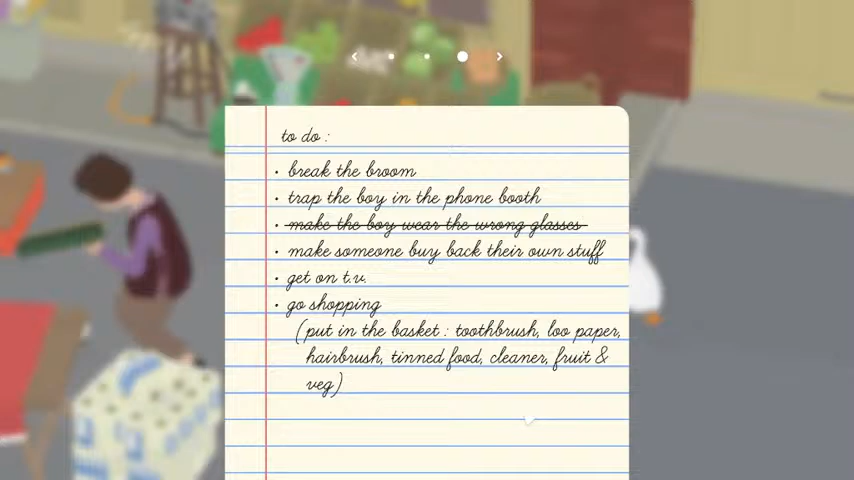 to do :
• break the broom
• trap the boy in the phone booth
• make the boy wear the wrong glasses
• make someone buy back their own stuff
• get on t.v.
• go shopping
(put in the basket : toothbrush, loo paper,
hairbrush, tinned food, cleaner, fruit &
veg)